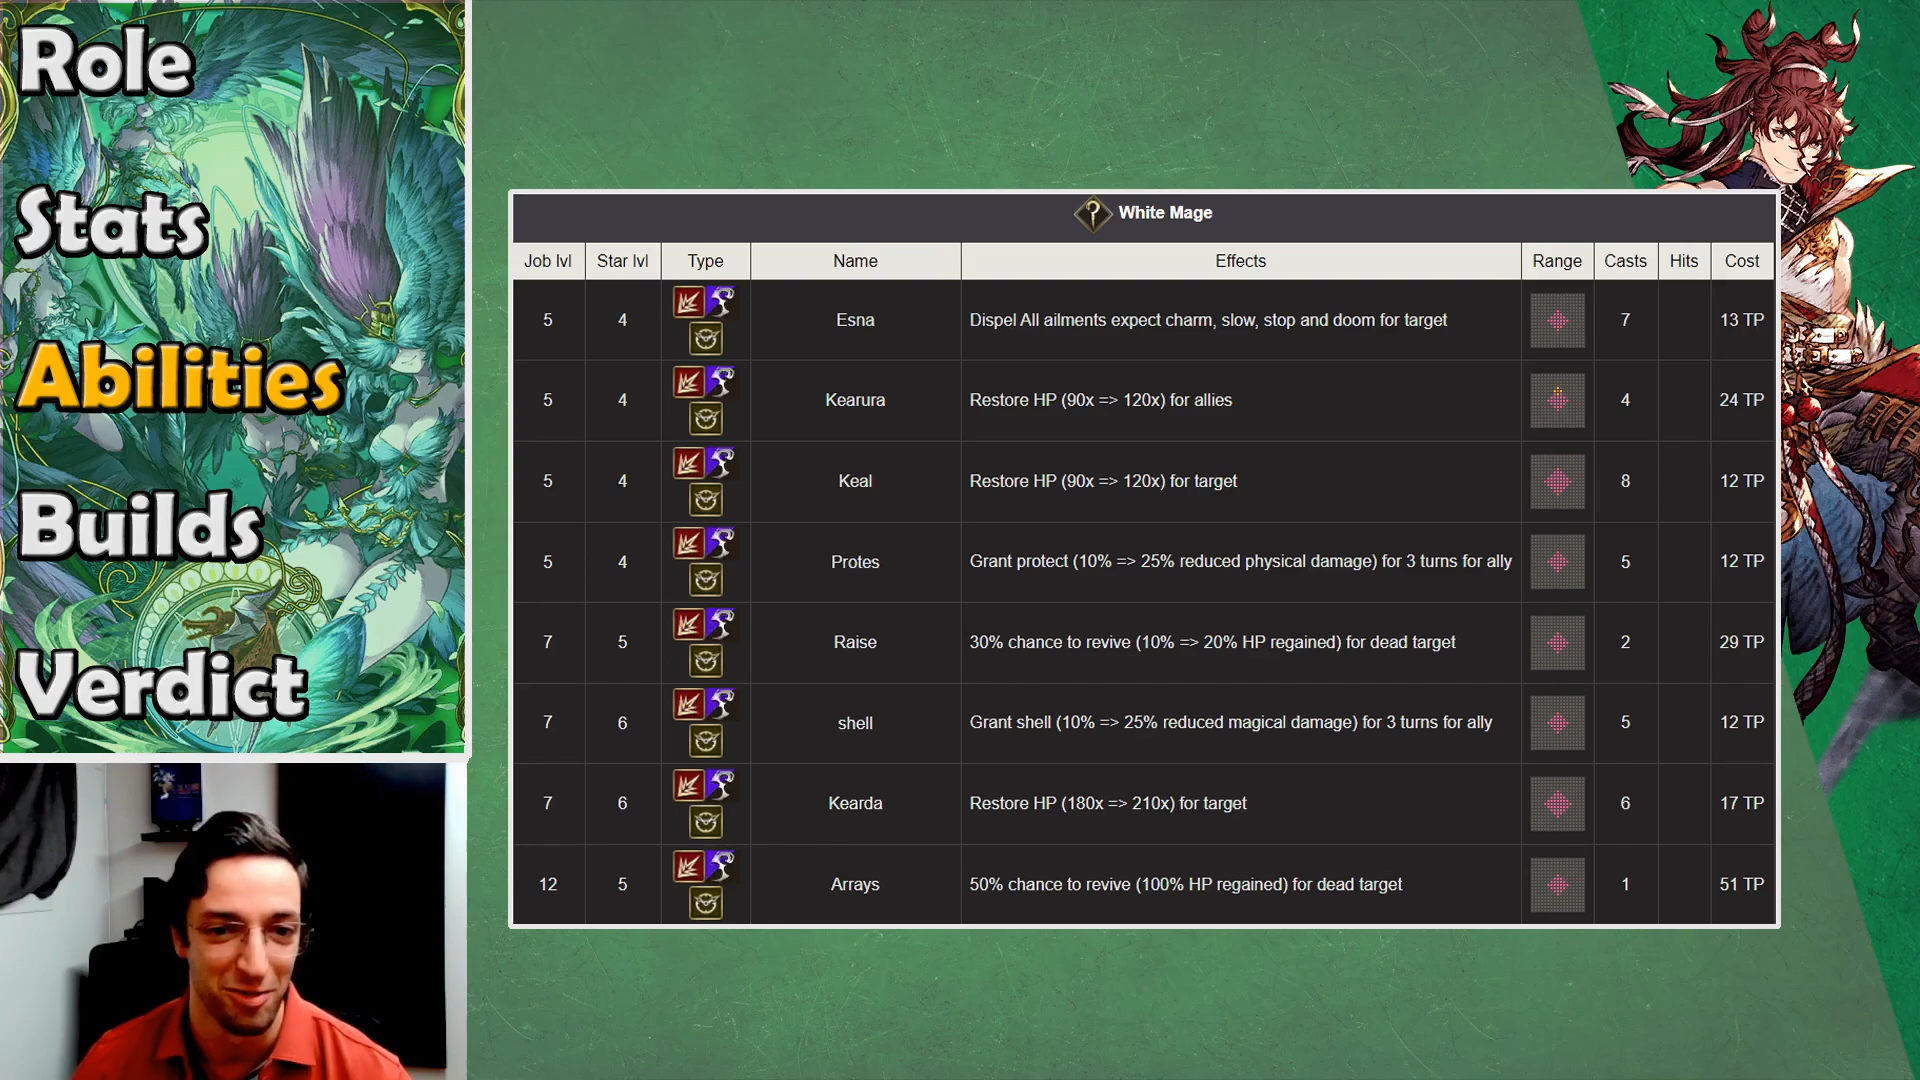 Role
Stats
Abilities
Builds
Verdict
White Mage
Job lvl Star lvl Type Name Effects Range Casts Hits Cost
5 4 Esna Dispel All ailments expect charm, slow, stop and doom for target 7 13 TP
5 4 Kearura Restore HP (90x => 120x) for allies 4 24 TP
5 4 Keal Restore HP (90x => 120x) for target 8 12 TP
5 4 Protes Grant protect (10% => 25% reduced physical damage) for 3 turns for ally 5 12 TP
7 5 Raise 30% chance to revive (10% => 20% HP regained) for dead target 2 29 TP
7 6 shell Grant shell (10% => 25% reduced magical damage) for 3 turns for ally 5 12 TP
7 6 Kearda Restore HP (180x => 210x) for target 6 17 TP
12 5 Arrays 50% chance to revive (100% HP regained) for dead target 1 51 TP